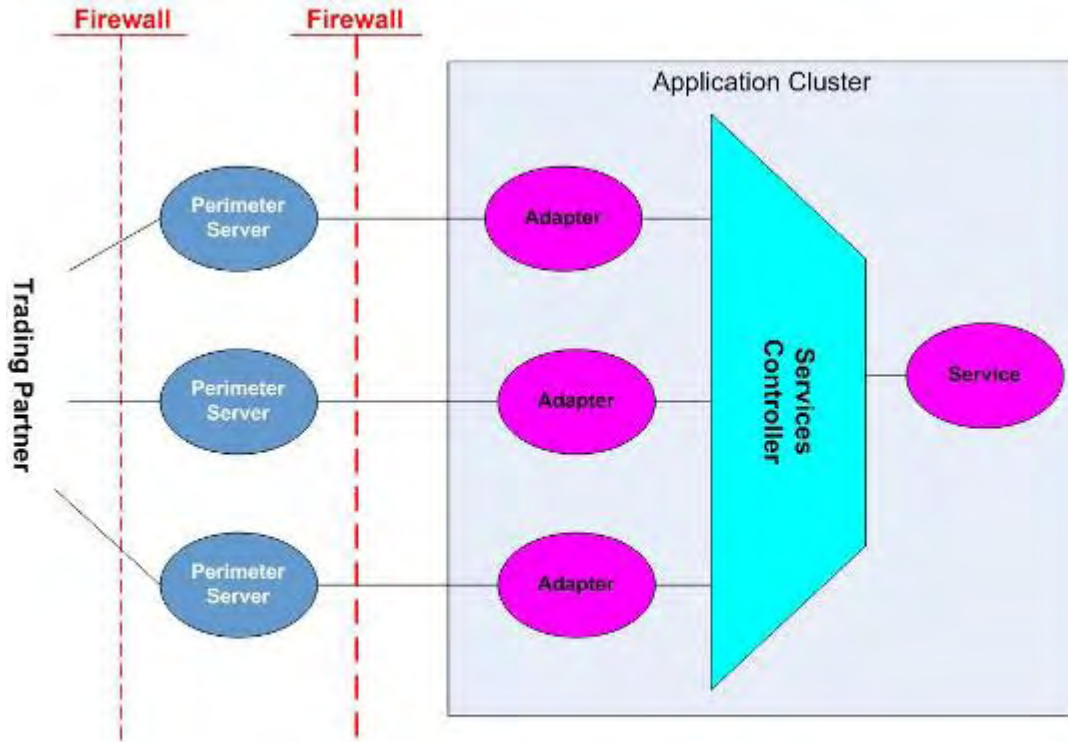 Firewall
Firewall
Application Cluster
Perimeter
Server
Adapter
Trading Partner
Perimeter
Server
Adapter
Services
Controller
Service
Perimeter
Server
Adapter